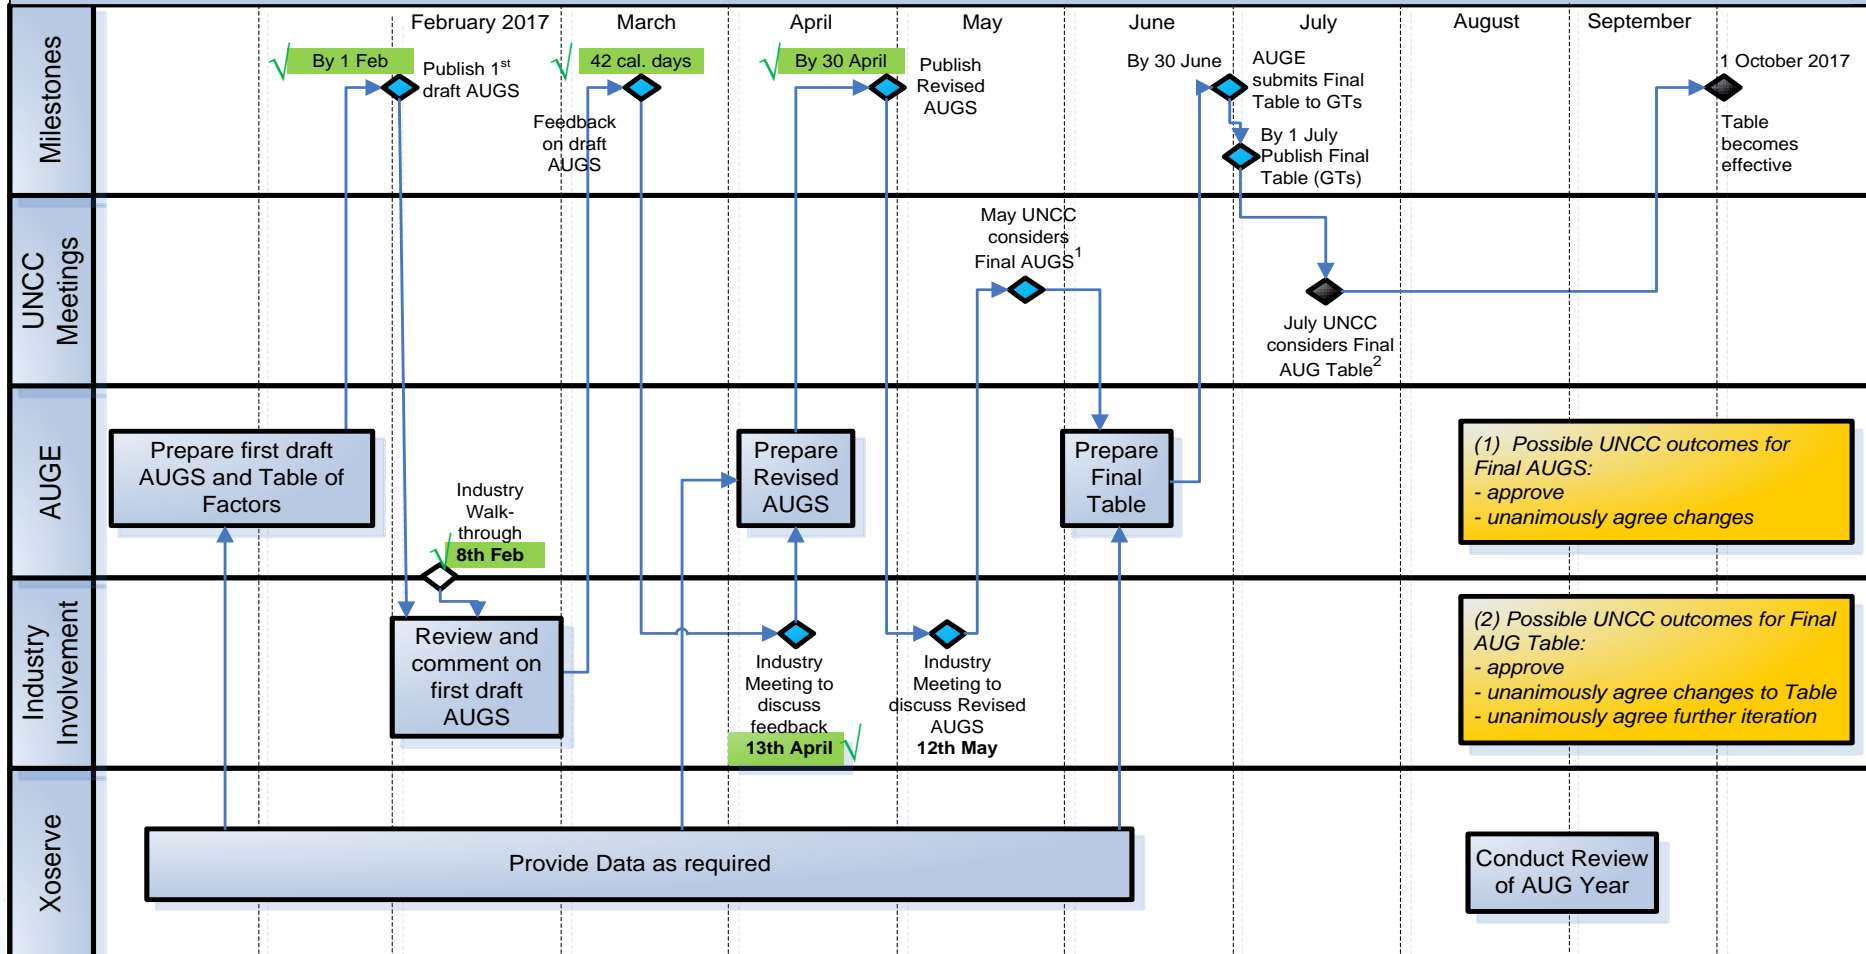 February 2017
March
April
May
June
July
August
September
Milestones
√ By 1 Feb
Publish 1st
draft AUGS
√ 42 cal. days
Feedback
on draft
AUGS
√ By 30 April
Publish
Revised
AUGS
By 30 June
AUGE
submits Final
Table to GTs
By 1 July
Publish Final
Table (GTs)
1 October 2017
Table
becomes
effective
UNCC
Meetings
May UNCC
considers
Final AUGS1
July UNCC
considers Final
AUG Table2
AUGE
Prepare first draft
AUGS and Table of
Factors
Industry
Walk-
through
√ 8th Feb
Prepare
Revised
AUGS
Prepare
Final
Table
(1) Possible UNCC outcomes for
Final AUGS:
- approve
- unanimously agree changes
Industry
Involvement
Review and
comment on
first draft
AUGS
Industry
Meeting to
discuss
feedback
13th April √
Industry
Meeting to
discuss Revised
AUGS
12th May
(2) Possible UNCC outcomes for Final
AUG Table:
- approve
- unanimously agree changes to Table
- unanimously agree further iteration
Xoserve
Provide Data as required
Conduct Review
of AUG Year